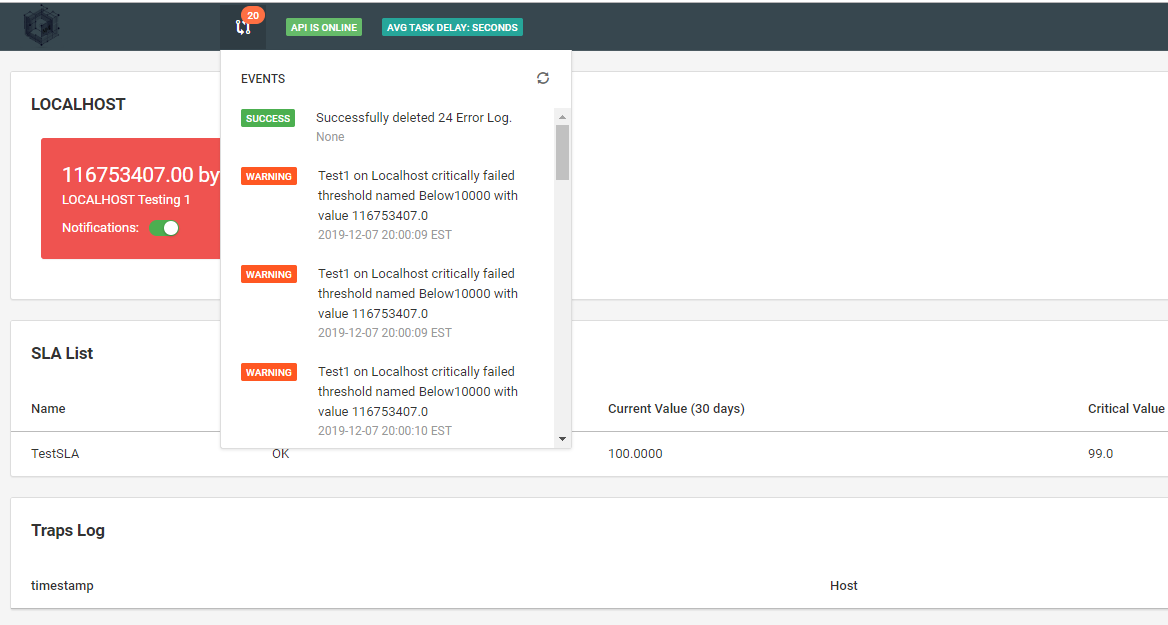 20
API IS ONLINE
AVG TASK DELAY: SECONDS
EVENTS
SUCCESS
Successfully deleted 24 Error Log.
None
WARNING
Test1 on Localhost critically failed
threshold named Below10000 with
value 116753407.0
2019-12-07 20:00:09 EST
WARNING
Test1 on Localhost critically failed
threshold named Below10000 with
value 116753407.0
2019-12-07 20:00:09 EST
WARNING
Test1 on Localhost critically failed
threshold named Below10000 with
value 116753407.0
2019-12-07 20:00:10 EST
LOCALHOST
116753407.00 by
LOCALHOST Testing 1
Notifications:
SLA List
Name
Current Value (30 days)
Critical Value
TestSLA
OK
100.0000
99.0
Traps Log
timestamp
Host